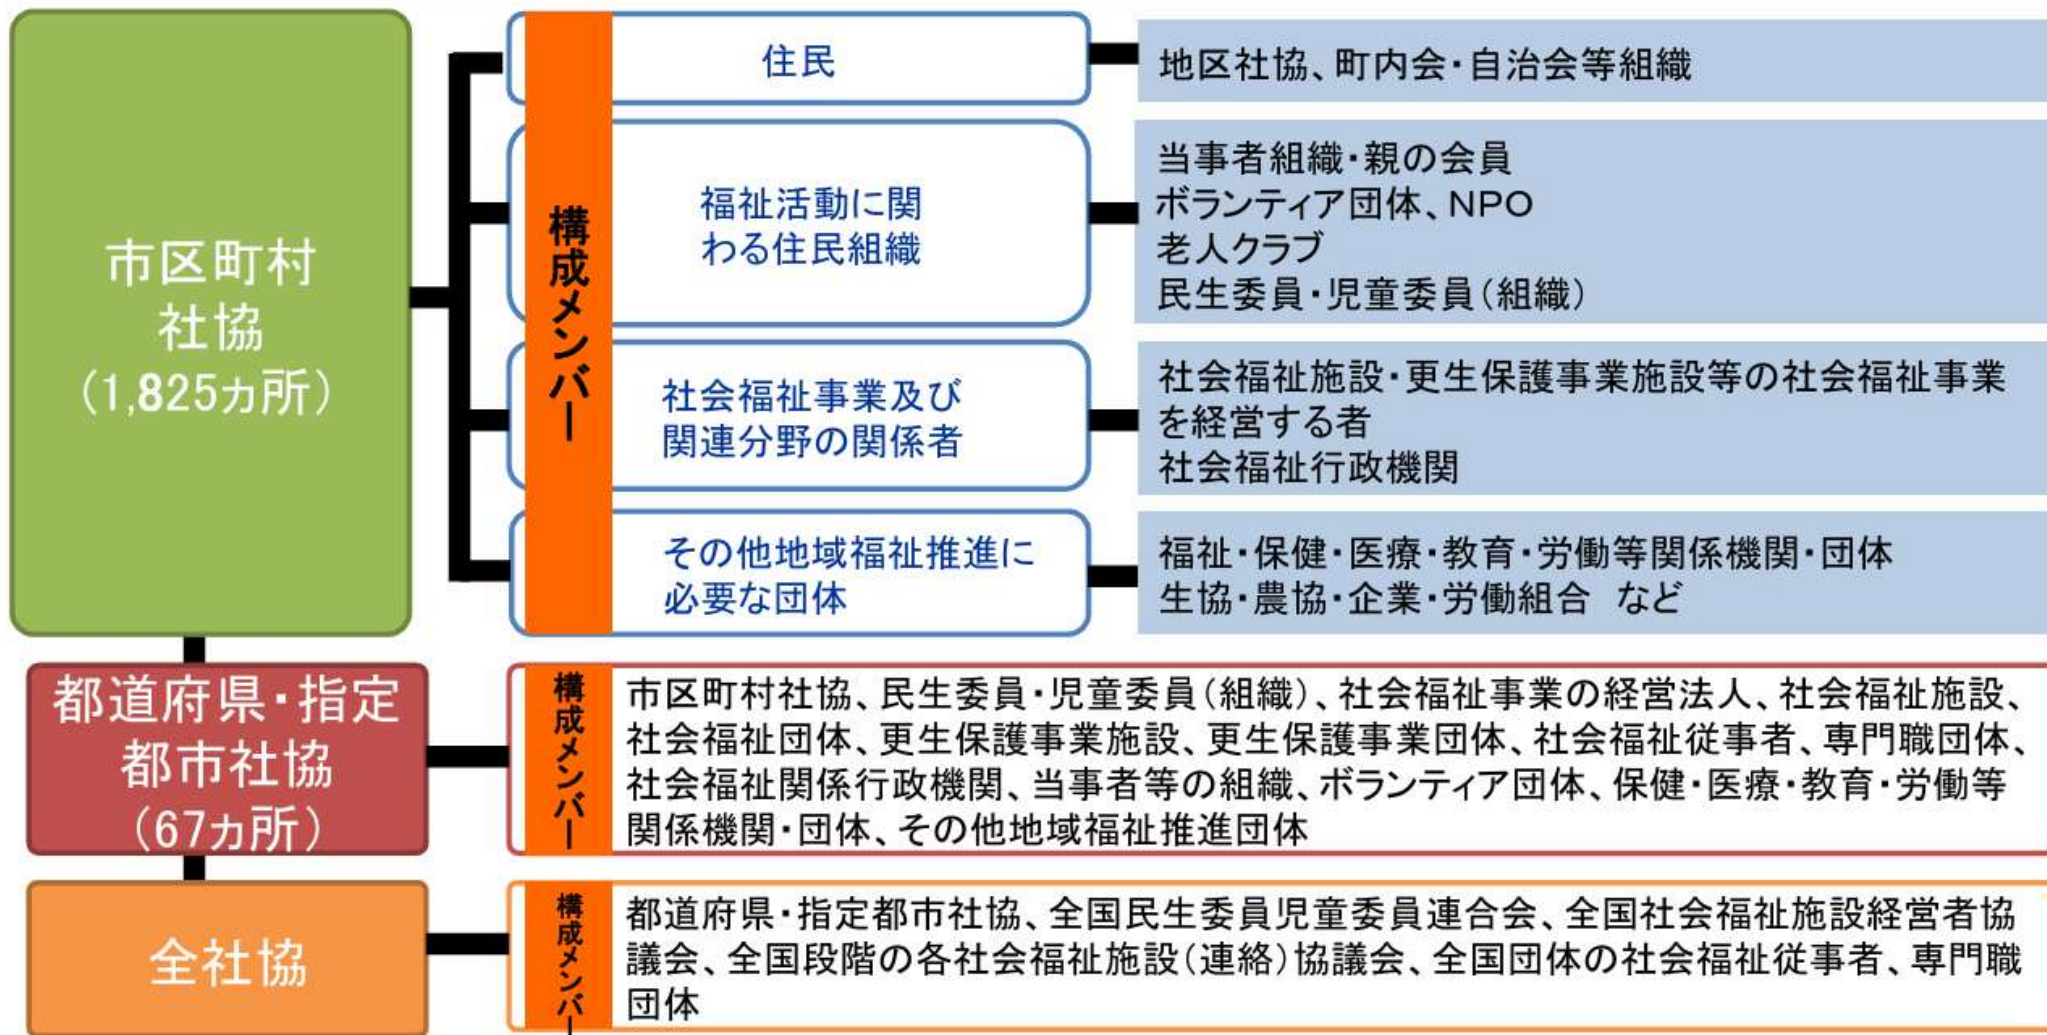 市区町村
社協
（1,825ヵ所）
構成メンバー
住民
地区社協、町内会・自治会等組織
福祉活動に関
わる住民組織
当事者組織・親の会員
ボランティア団体、NPO
老人クラブ
民生委員・児童委員（組織）
社会福祉事業及び
関連分野の関係者
社会福祉施設・更生保護事業施設等の社会福祉事業
を経営する者
社会福祉行政機関
その他地域福祉推進に
必要な団体
福祉・保健・医療・教育・労働等関係機関・団体
生協・農協・企業・労働組合　など
都道府県・指定
都市社協
（67ヵ所）
構成メンバー
市区町村社協、民生委員・児童委員（組織）、社会福祉事業の経営法人、社会福祉施設、
社会福祉団体、更生保護事業施設、更生保護事業団体、社会福祉従事者、専門職団体、
社会福祉関係行政機関、当事者等の組織、ボランティア団体、保健・医療・教育・労働等
関係機関・団体、その他地域福祉推進団体
全社協
構成メンバー
都道府県・指定都市社協、全国民生委員児童委員連合会、全国社会福祉施設経営者協
議会、全国段階の各社会福祉施設（連絡）協議会、全国団体の社会福祉従事者、専門職
団体